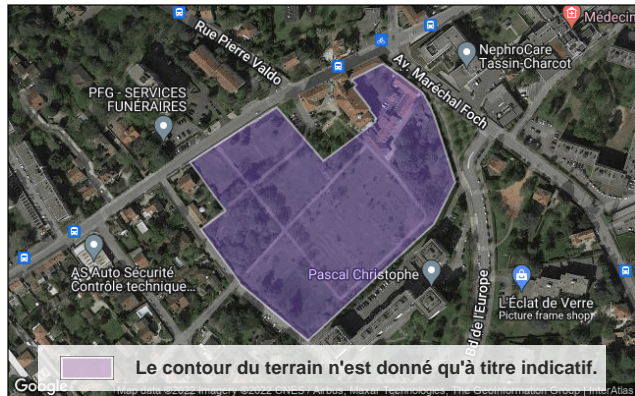 Médecin
Rue Pierre Valdo
NephroCare
Tassin-Charcot
Av. Maréchal Foch
PFG - SERVICES
FUNÉRAIRES
AS Auto Sécurité
Contrôle technique...
Pascal Christophe
L'Éclat de Verre
Picture frame shop
Bd de l'Europe
Le contour du terrain n'est donné qu'à titre indicatif.
Google
Map data ©2022 Imagery ©2022 CNES / Airbus, Maxar Technologies, The GeoInformation Group | InterAtlas